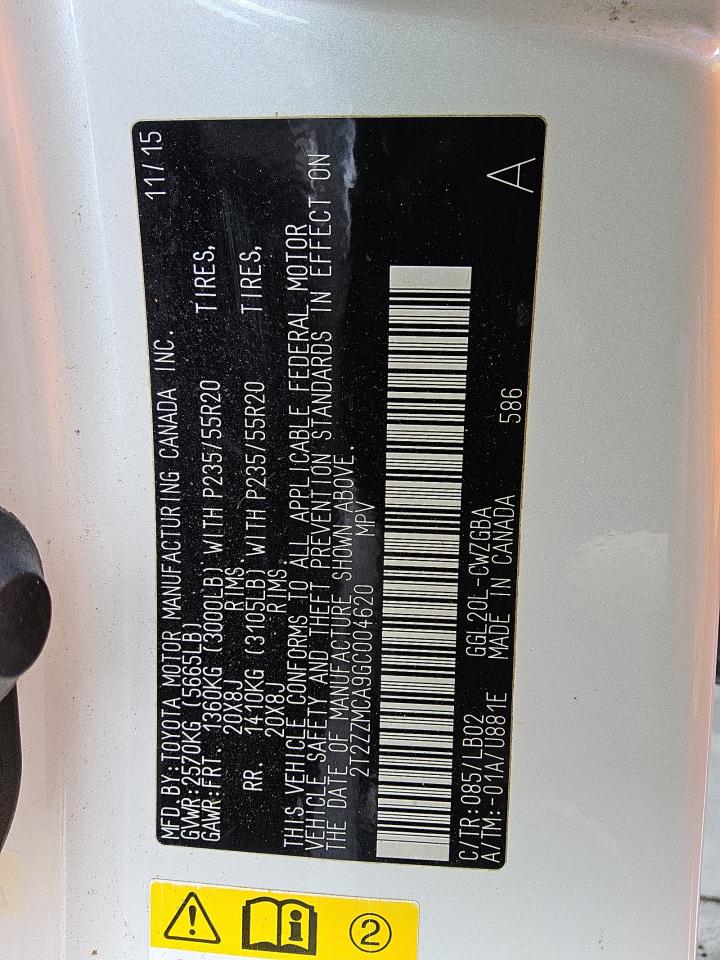 MFD.BY:TOYOTA MOTOR MANUFACTURING CANADA INC. 11/15
GVWR:2570KG (5665LB)
GAWR:FRT. 1360KG (3000LB) WITH P235/55R20 TIRES,
20X8J RIMS.
RR. 1410KG (3105LB) WITH P235/55R20 TIRES,
20X8J RIMS.
THIS VEHICLE CONFORMS TO ALL APPLICABLE FEDERAL MOTOR
VEHICLE SAFETY AND THEFT PREVENTION STANDARDS IN EFFECT ON
THE DATE OF MANUFACTURE SHOWN ABOVE.
2T2ZZMCA9GC004620 MPV
C/TR:085/LB02 GGL20L-CWZGBA A
A/TM:-01A/U881E MADE IN CANADA 586
2